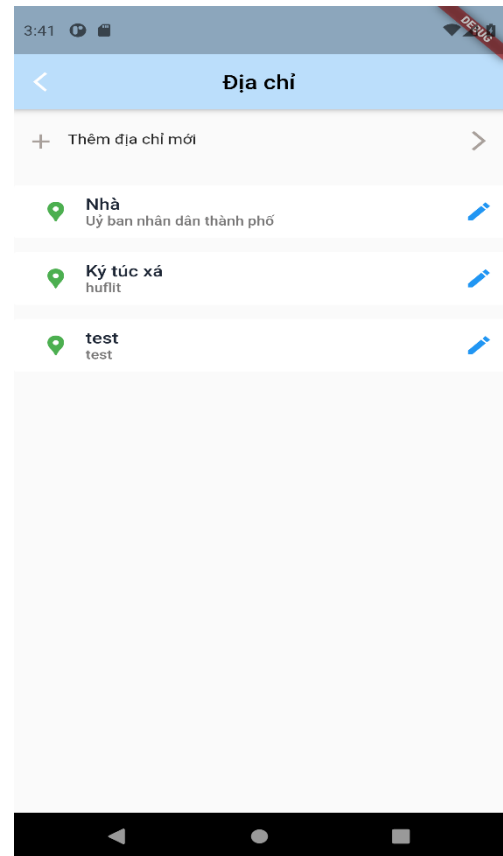 3:41
DEBUG
Địa chỉ
Thêm địa chỉ mới
Nhà
Uỷ ban nhân dân thành phố
Ký túc xá
huflit
test
test